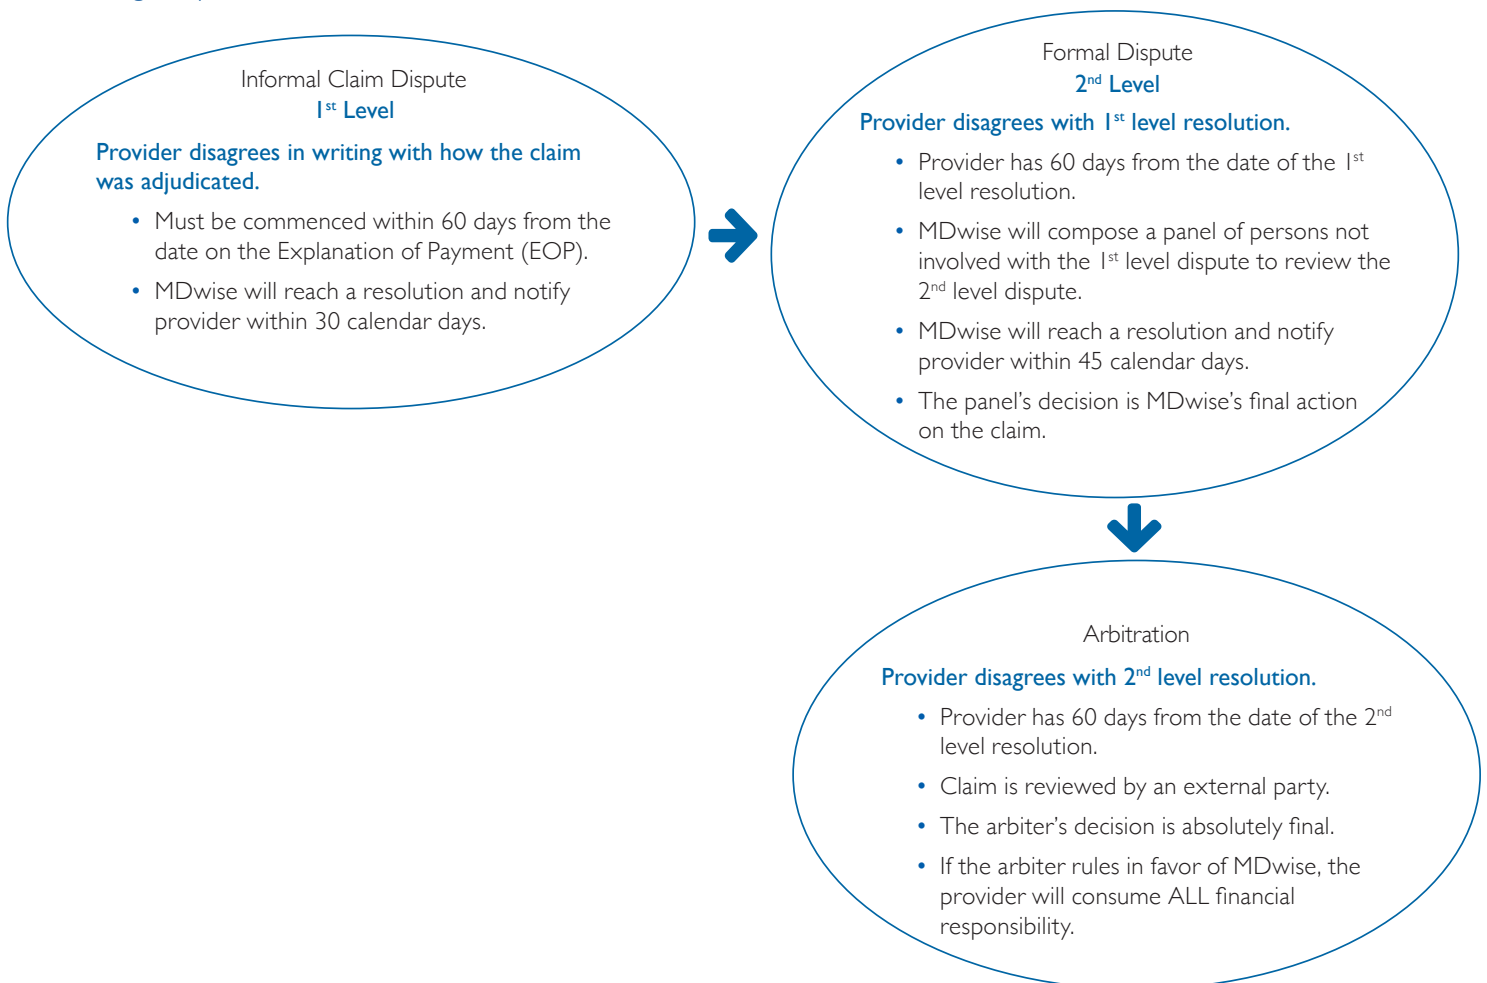 Informal Claim Dispute
1st Level
Provider disagrees in writing with how the claim
was adjudicated.
• Must be commenced within 60 days from the
date on the Explanation of Payment (EOP).
• MDwise will reach a resolution and notify
provider within 30 calendar days.
Formal Dispute
2nd Level
Provider disagrees with 1st level resolution.
• Provider has 60 days from the date of the 1st
level resolution.
• MDwise will compose a panel of persons not
involved with the 1st level dispute to review the
2nd level dispute.
• MDwise will reach a resolution and notify
provider within 45 calendar days.
• The panel’s decision is MDwise’s final action
on the claim.
Arbitration
Provider disagrees with 2nd level resolution.
• Provider has 60 days from the date of the 2nd
level resolution.
• Claim is reviewed by an external party.
• The arbiter’s decision is absolutely final.
• If the arbiter rules in favor of MDwise, the
provider will consume ALL financial
responsibility.